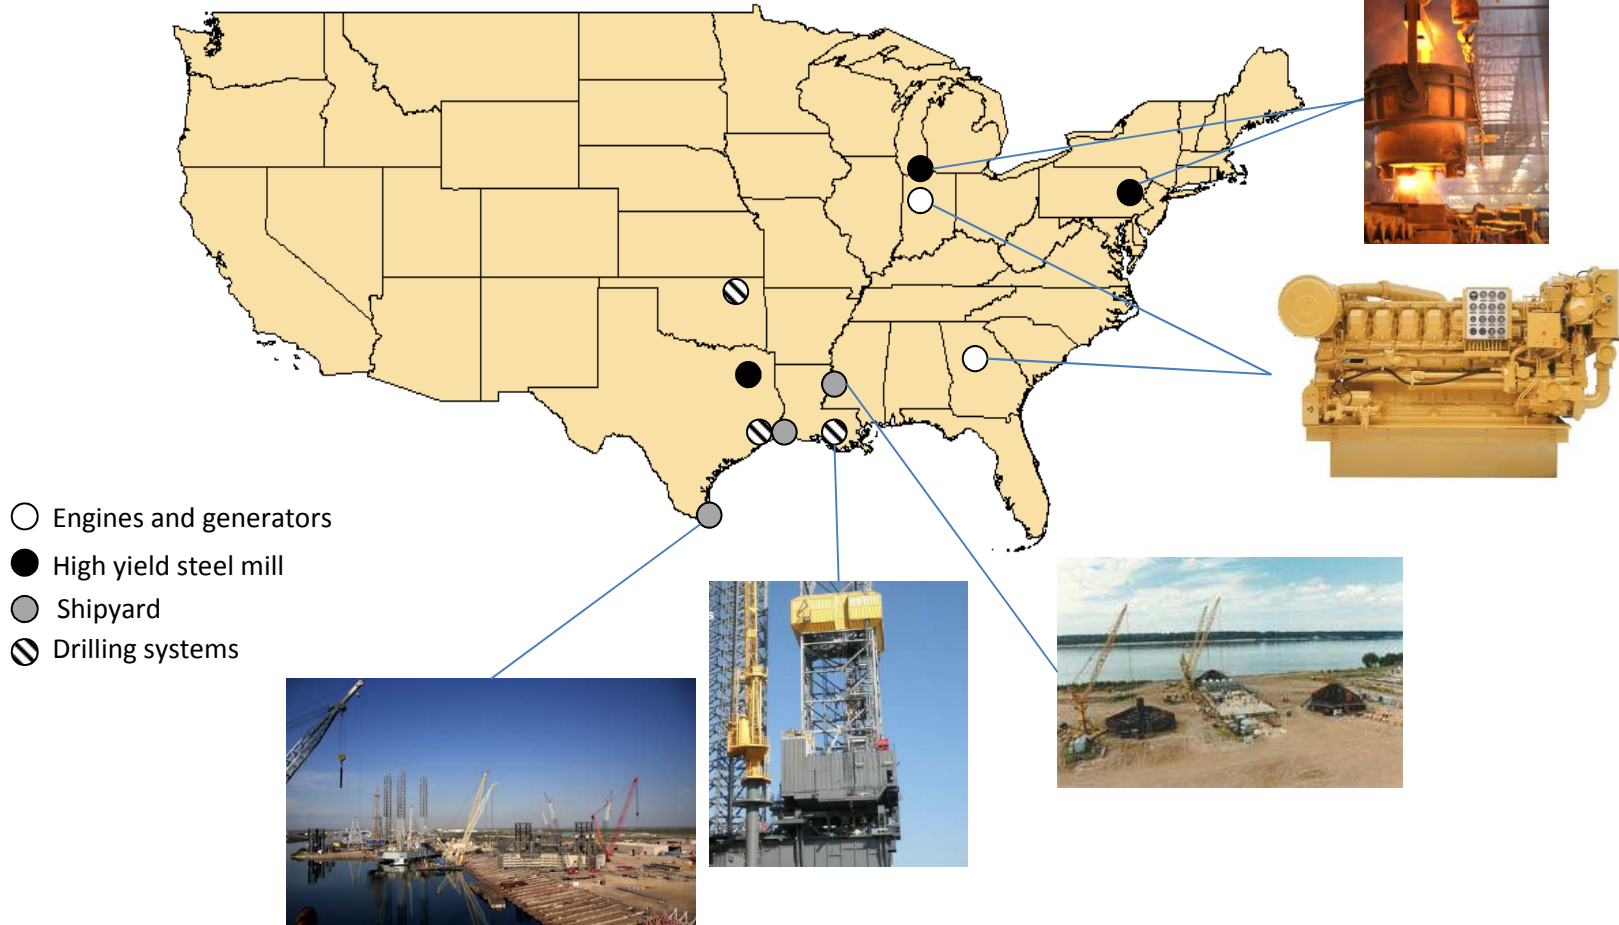 Engines and generators
High yield steel mill
Shipyard
Drilling systems